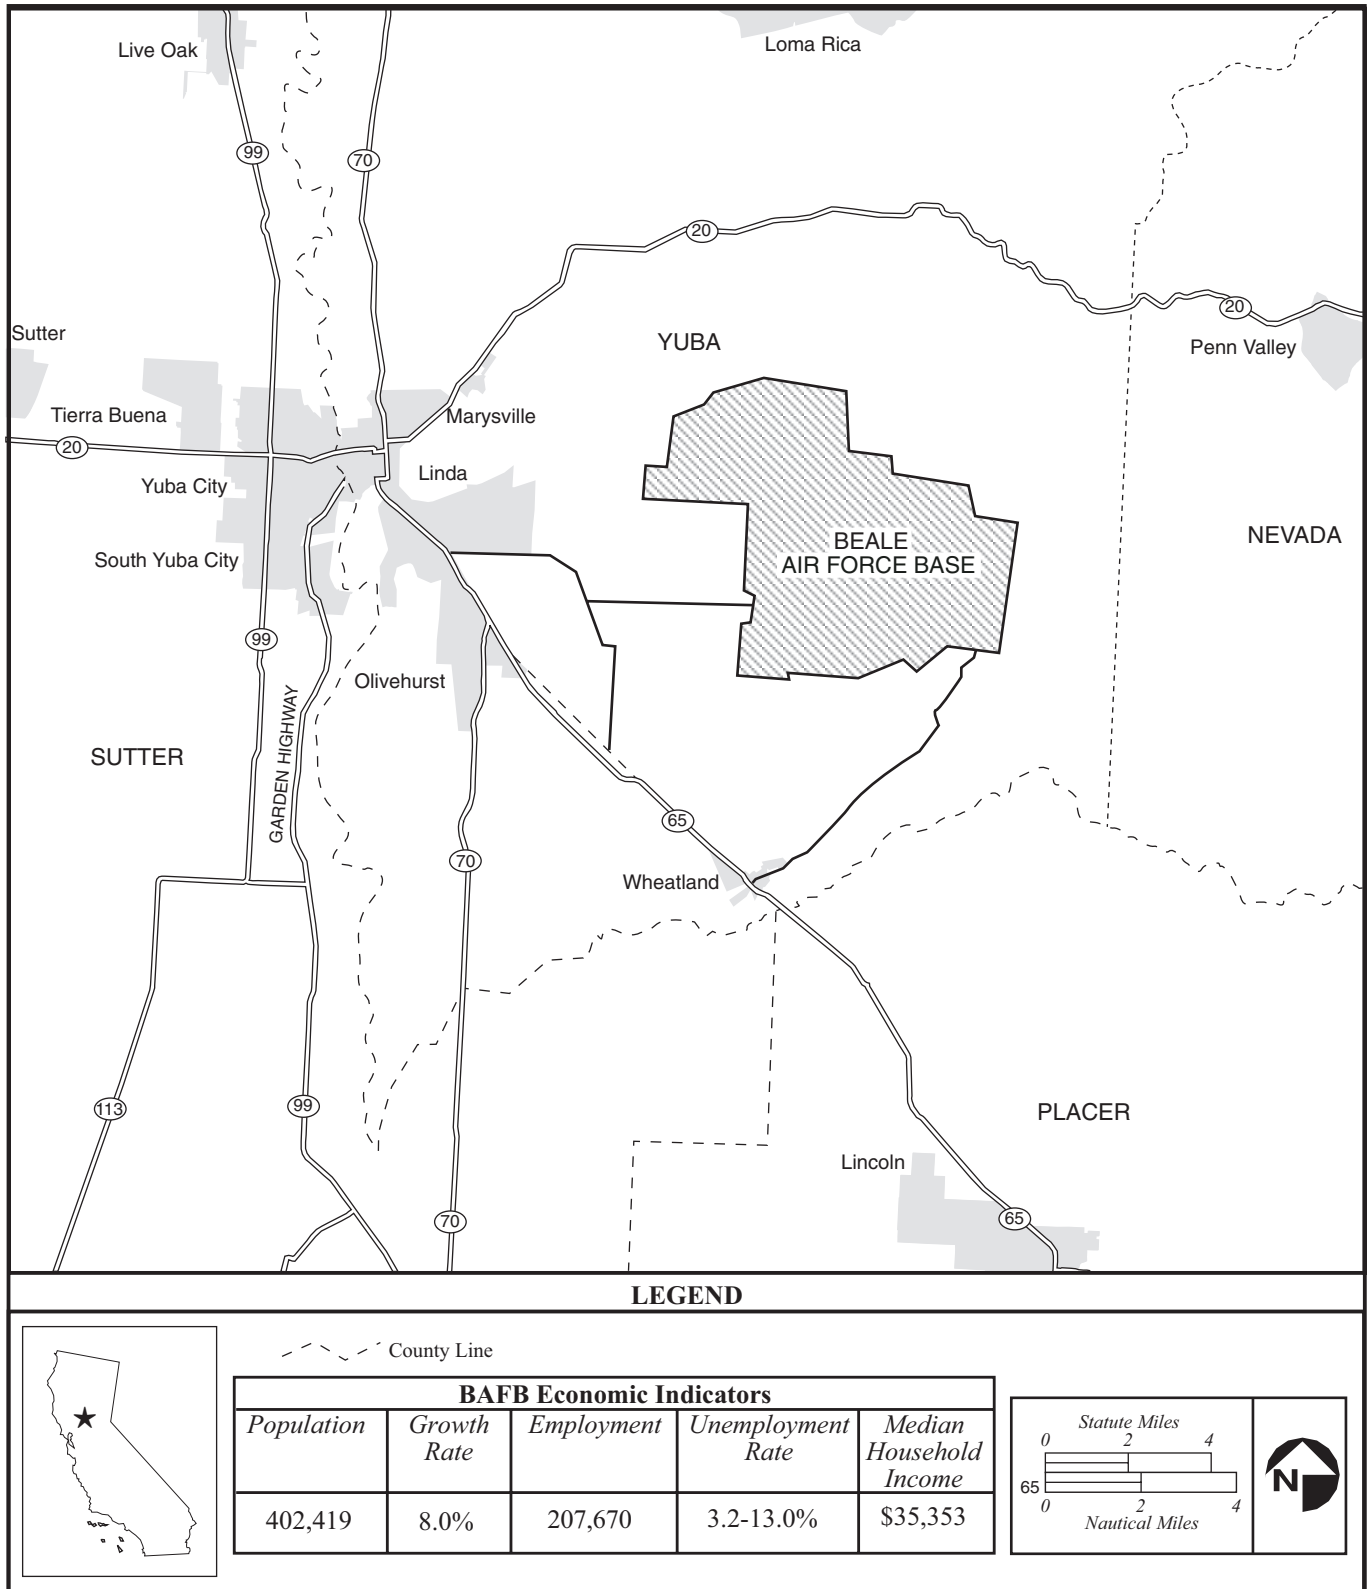 Live Oak
Loma Rica
99
70
20
20
Sutter
YUBA
Penn Valley
Tierra Buena
Marysville
20
Linda
Yuba City
NEVADA
BEALE
AIR FORCE BASE
South Yuba City
99
Olivehurst
GARDEN HIGHWAY
SUTTER
65
70
Wheatland
113
99
PLACER
Lincoln
70
65
LEGEND
County Line
BAFB Economic Indicators
Population
Growth
Rate
Employment
Unemployment
Rate
Median
Household
Income
402,419
8.0%
207,670
3.2-13.0%
$35,353
Statute Miles
0 2 4
65
0 2 4
Nautical Miles
N